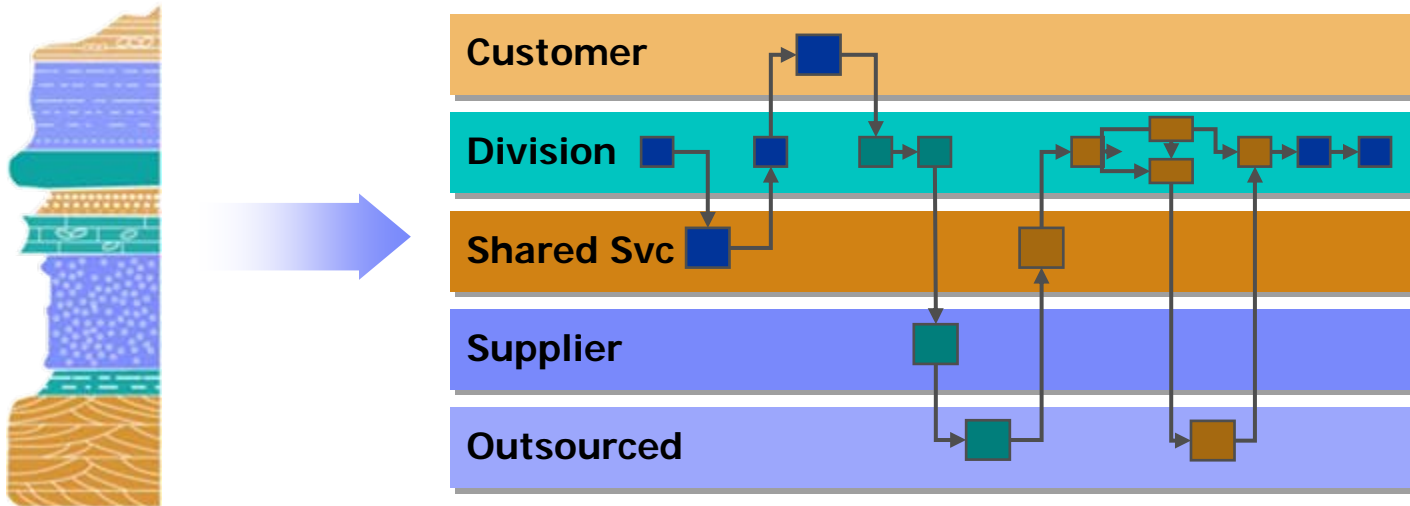 Customer
Division
Shared Svc
Supplier
Outsourced